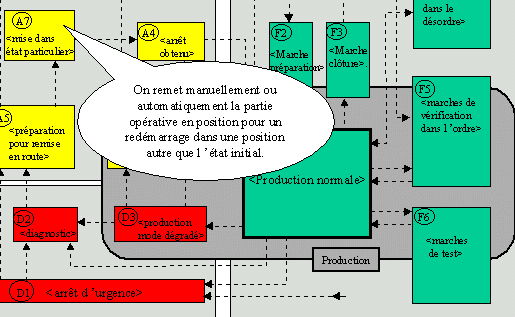 A7
<mise dans
état particulier>
A4
<arrêt
obtenu>
F2
<Marche
préparation>
F3
<Marche
clôture>.
dans le
désordre>
On remet manuellement ou
automatiquement la partie
opérative en position pour un
redémarrage dans une position
autre que l ’état initial.
A5
<préparation
pour remise
en route>
F5
<marches de
vérification
dans l ’ordre>
<Production normale>
D2
<diagnostic>
D3
<production
mode dégradé>
F6
<marches
de test>
Production
D1
< arrêt d ’urgence>